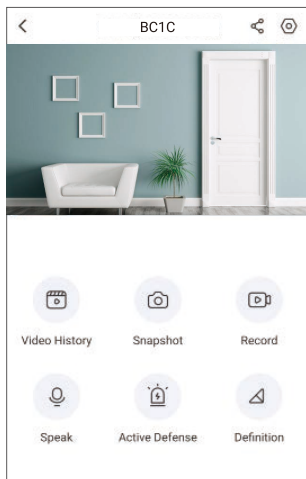 BC1C
Video History
Snapshot
Record
Speak
Active Defense
Definition